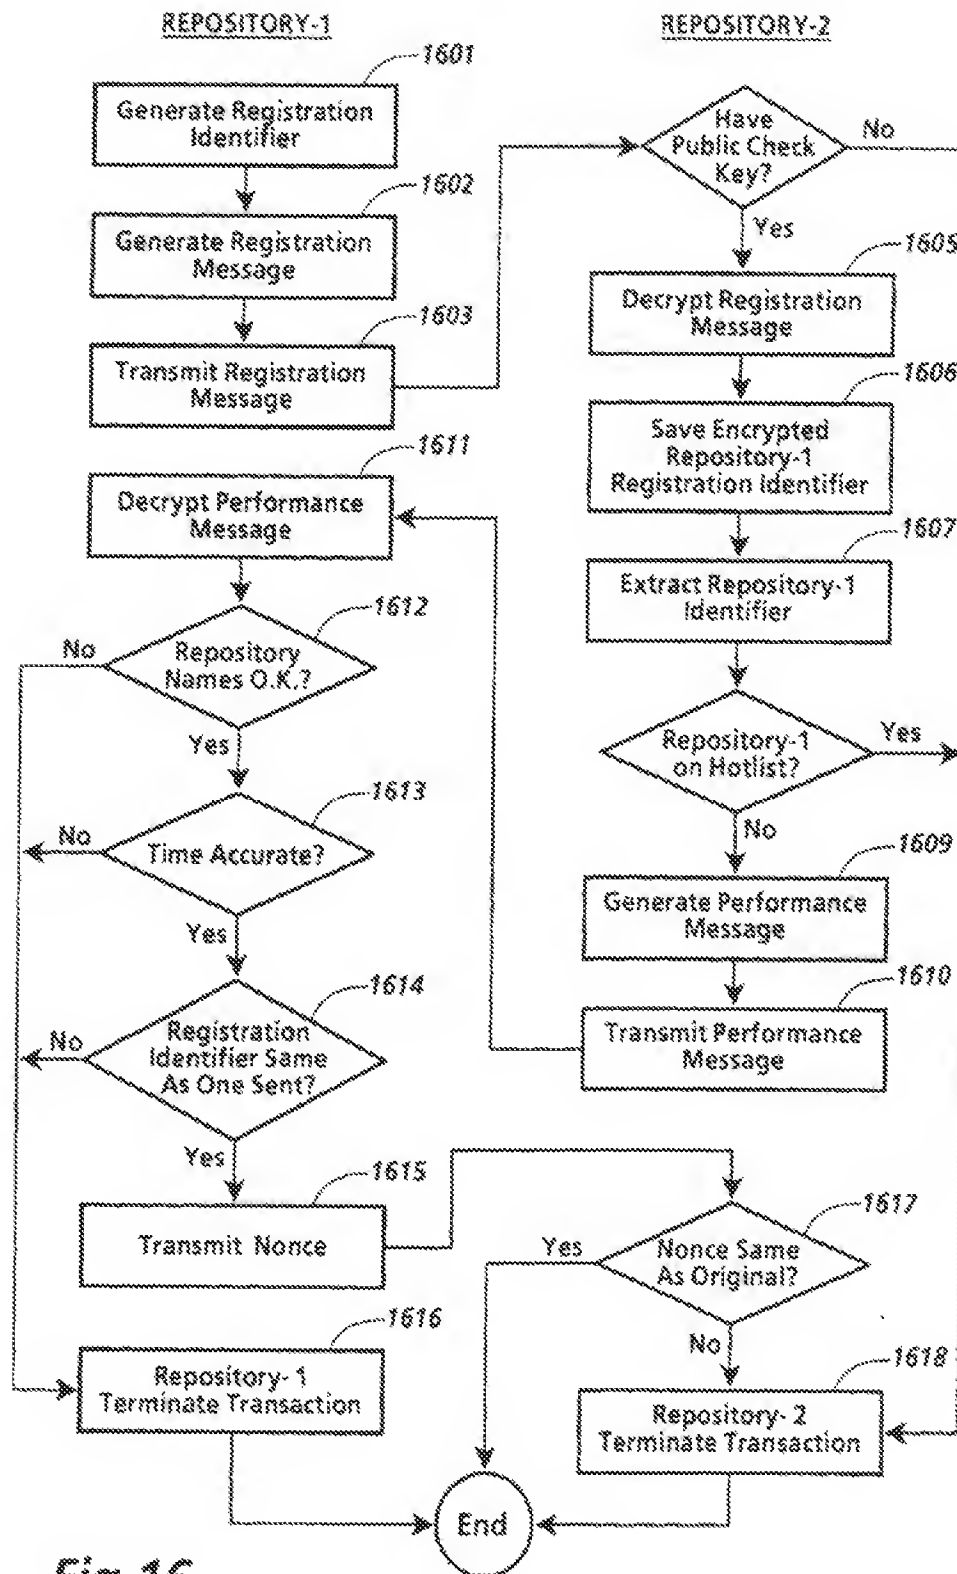 REPOSITORY-1
1601
Generate Registration
Identifier
1602
Generate Registration
Message
1603
Transmit Registration
Message
1611
Decrypt Performance
Message
1612
No
Repository
Names O.K.?
Yes
1613
No
Time Accurate?
Yes
1614
No
Registration
Identifier Same
As One Sent?
Yes
1615
Transmit Nonce
1616
Repository- 1
Terminate Transaction
REPOSITORY-2
Have
Public Check
Key?
No
Yes
1605
Decrypt Registration
Message
1606
Save Encrypted
Repository-1
Registration Identifier
1607
Extract Repository-1
Identifier
Repository-1
on Hotlist?
Yes
No
1609
Generate Performance
Message
1610
Transmit Performance
Message
1617
Yes
Nonce Same
As Original?
No
1618
Repository- 2
Terminate Transaction
End
Fig. 16